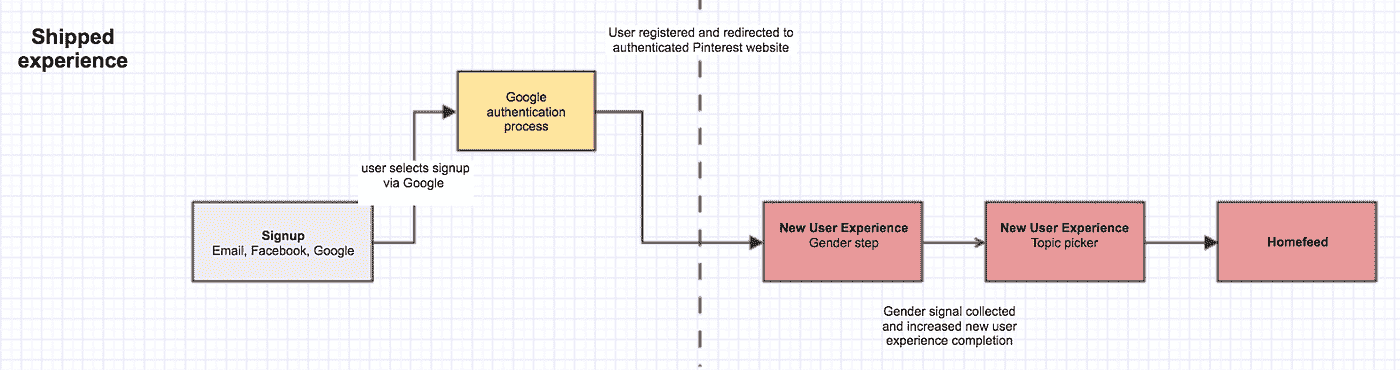 Shipped
experience
User registered and redirected to
authenticated Pinterest website
Google
authentication
process
user selects signup
via Google
Signup
Email, Facebook, Google
New User Experience
Gender step
New User Experience
Topic picker
Homefeed
Gender signal collected
and increased new user
experience completion